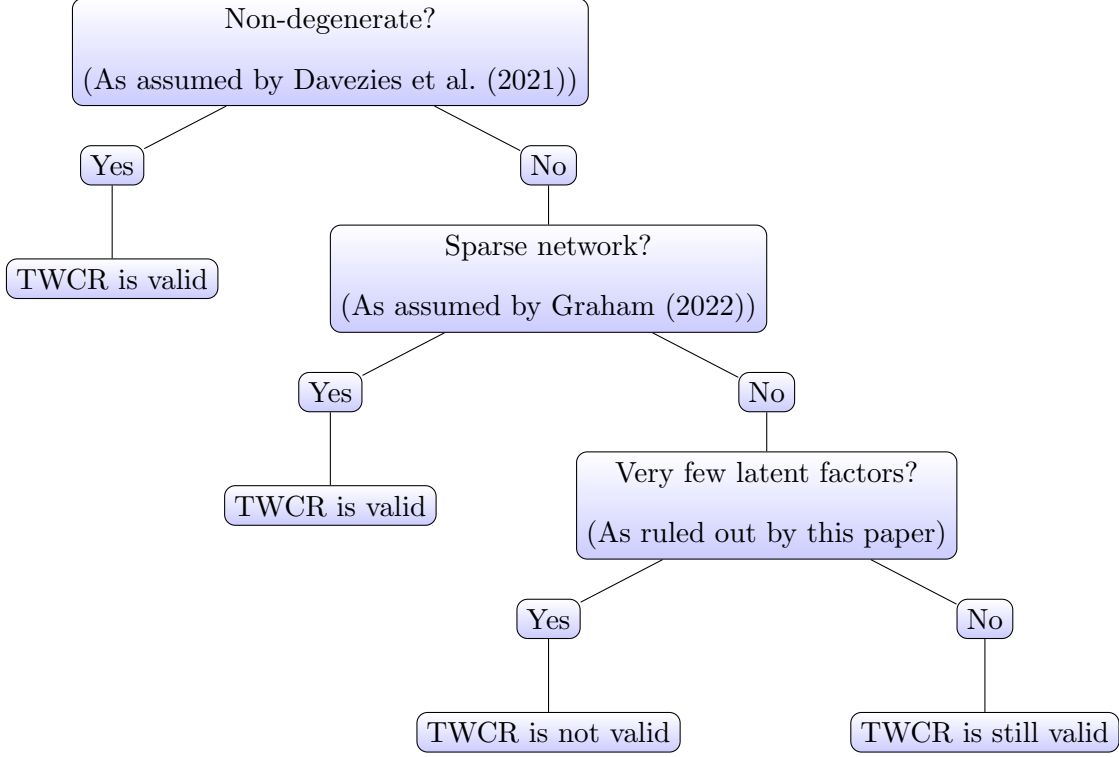 Non-degenerate?
(As assumed by Davezies et al. (2021))
Yes
No
TWCR is valid
Sparse network?
(As assumed by Graham (2022))
Yes
No
TWCR is valid
Very few latent factors?
(As ruled out by this paper)
Yes
No
TWCR is not valid
TWCR is still valid